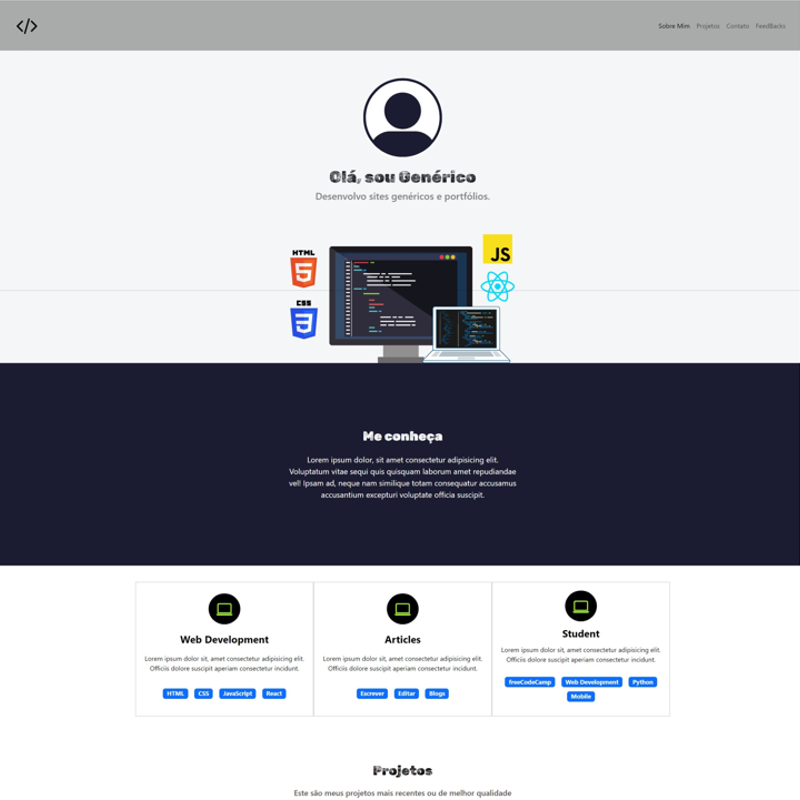 </>
Sobre Mim Projetos Contato FeedBacks
Olá, sou Genérico
Desenvolvo sites genéricos e portfólios.
HTML
5
CSS
3
JS
Me conheça
Lorem ipsum dolor, sit amet consectetur adipisicing elit.
Voluptatum vitae sequi quis quisquam laborum amet repudiandae
vel! Ipsam ad, neque nam similique totam consequatur accusamus
accusantium excepturi voluptate officia suscipit.
Web Development
Lorem ipsum dolor sit, amet consectetur adipisicing elit.
Officiis dolore suscipit aperiam consectetur incidunt.
HTML CSS JavaScript React
Articles
Lorem ipsum dolor sit, amet consectetur adipisicing elit.
Officiis dolore suscipit aperiam consectetur incidunt.
Escrever Editar Blogs
Student
Lorem ipsum dolor sit, amet consectetur adipisicing elit.
Officiis dolore suscipit aperiam consectetur incidunt.
freeCodeCamp Web Development Python
Mobile
Projetos
Este são meus projetos mais recentes ou de melhor qualidade